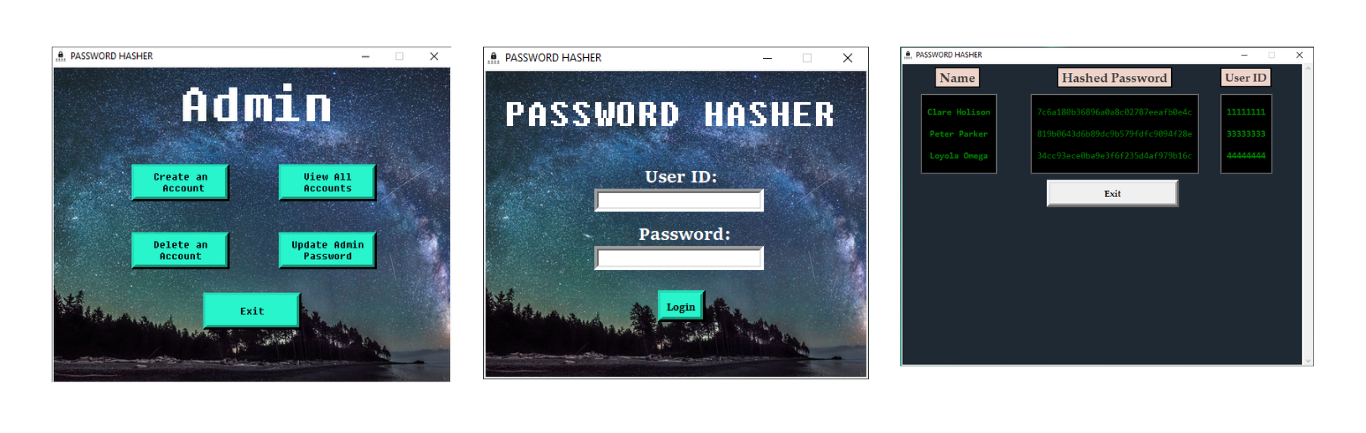 PASSWORD HASHER
Admin
Create an
Account
View All
Accounts
Delete an
Account
Update Admin
Password
Exit
PASSWORD HASHER
PASSWORD HASHER
User ID:
Password:
Login
PASSWORD HASHER
Name Hashed Password User ID
Clare Holison 7c6a180b36896a0a8c02787eeafb0e4c 11111111
Peter Parker 819b0643d6b89dc9b579fdfc9094f28e 33333333
Loyola Omega 34cc93ece0ba9e3f6f235d4af979b16c 44444444
Exit